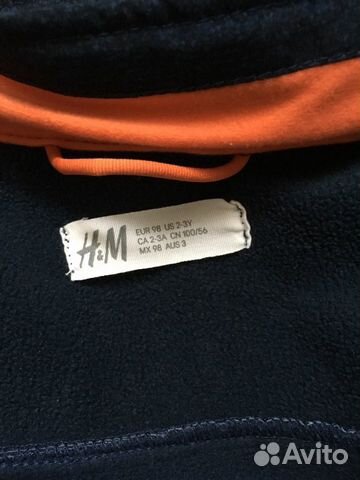 H&M
EUR 98 US 2-3Y
CA 2-3A CN 100/56
MX 98 AUS 3
Avito